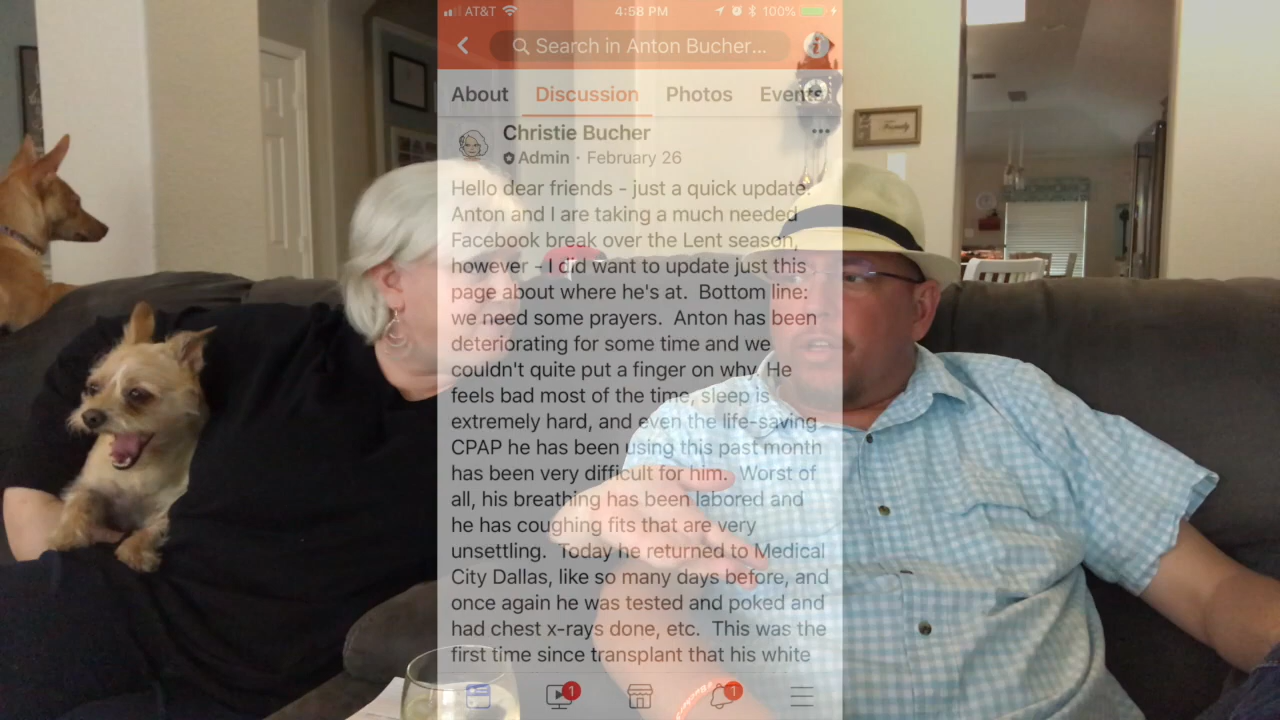 AT&T
4:58 PM
100%
Search in Anton Bucher...
About Discussion Photos Events
Christie Bucher
Admin · February 26
Hello dear friends - just a quick update:
Anton and I are taking a much needed
Facebook break over the Lent season,
however - I did want to update just this
page about where he's at. Bottom line:
we need some prayers. Anton has been
deteriorating for some time and we
couldn't quite put a finger on why. He
feels bad most of the time, sleep is
extremely hard, and even the life-saving
CPAP he has been using this past month
has been very difficult for him. Worst of
all, his breathing has been labored and
he has coughing fits that are very
unsettling. Today he returned to Medical
City Dallas, like so many days before, and
once again he was tested and poked and
had chest x-rays done, etc. This was the
first time since transplant that his white
1
1